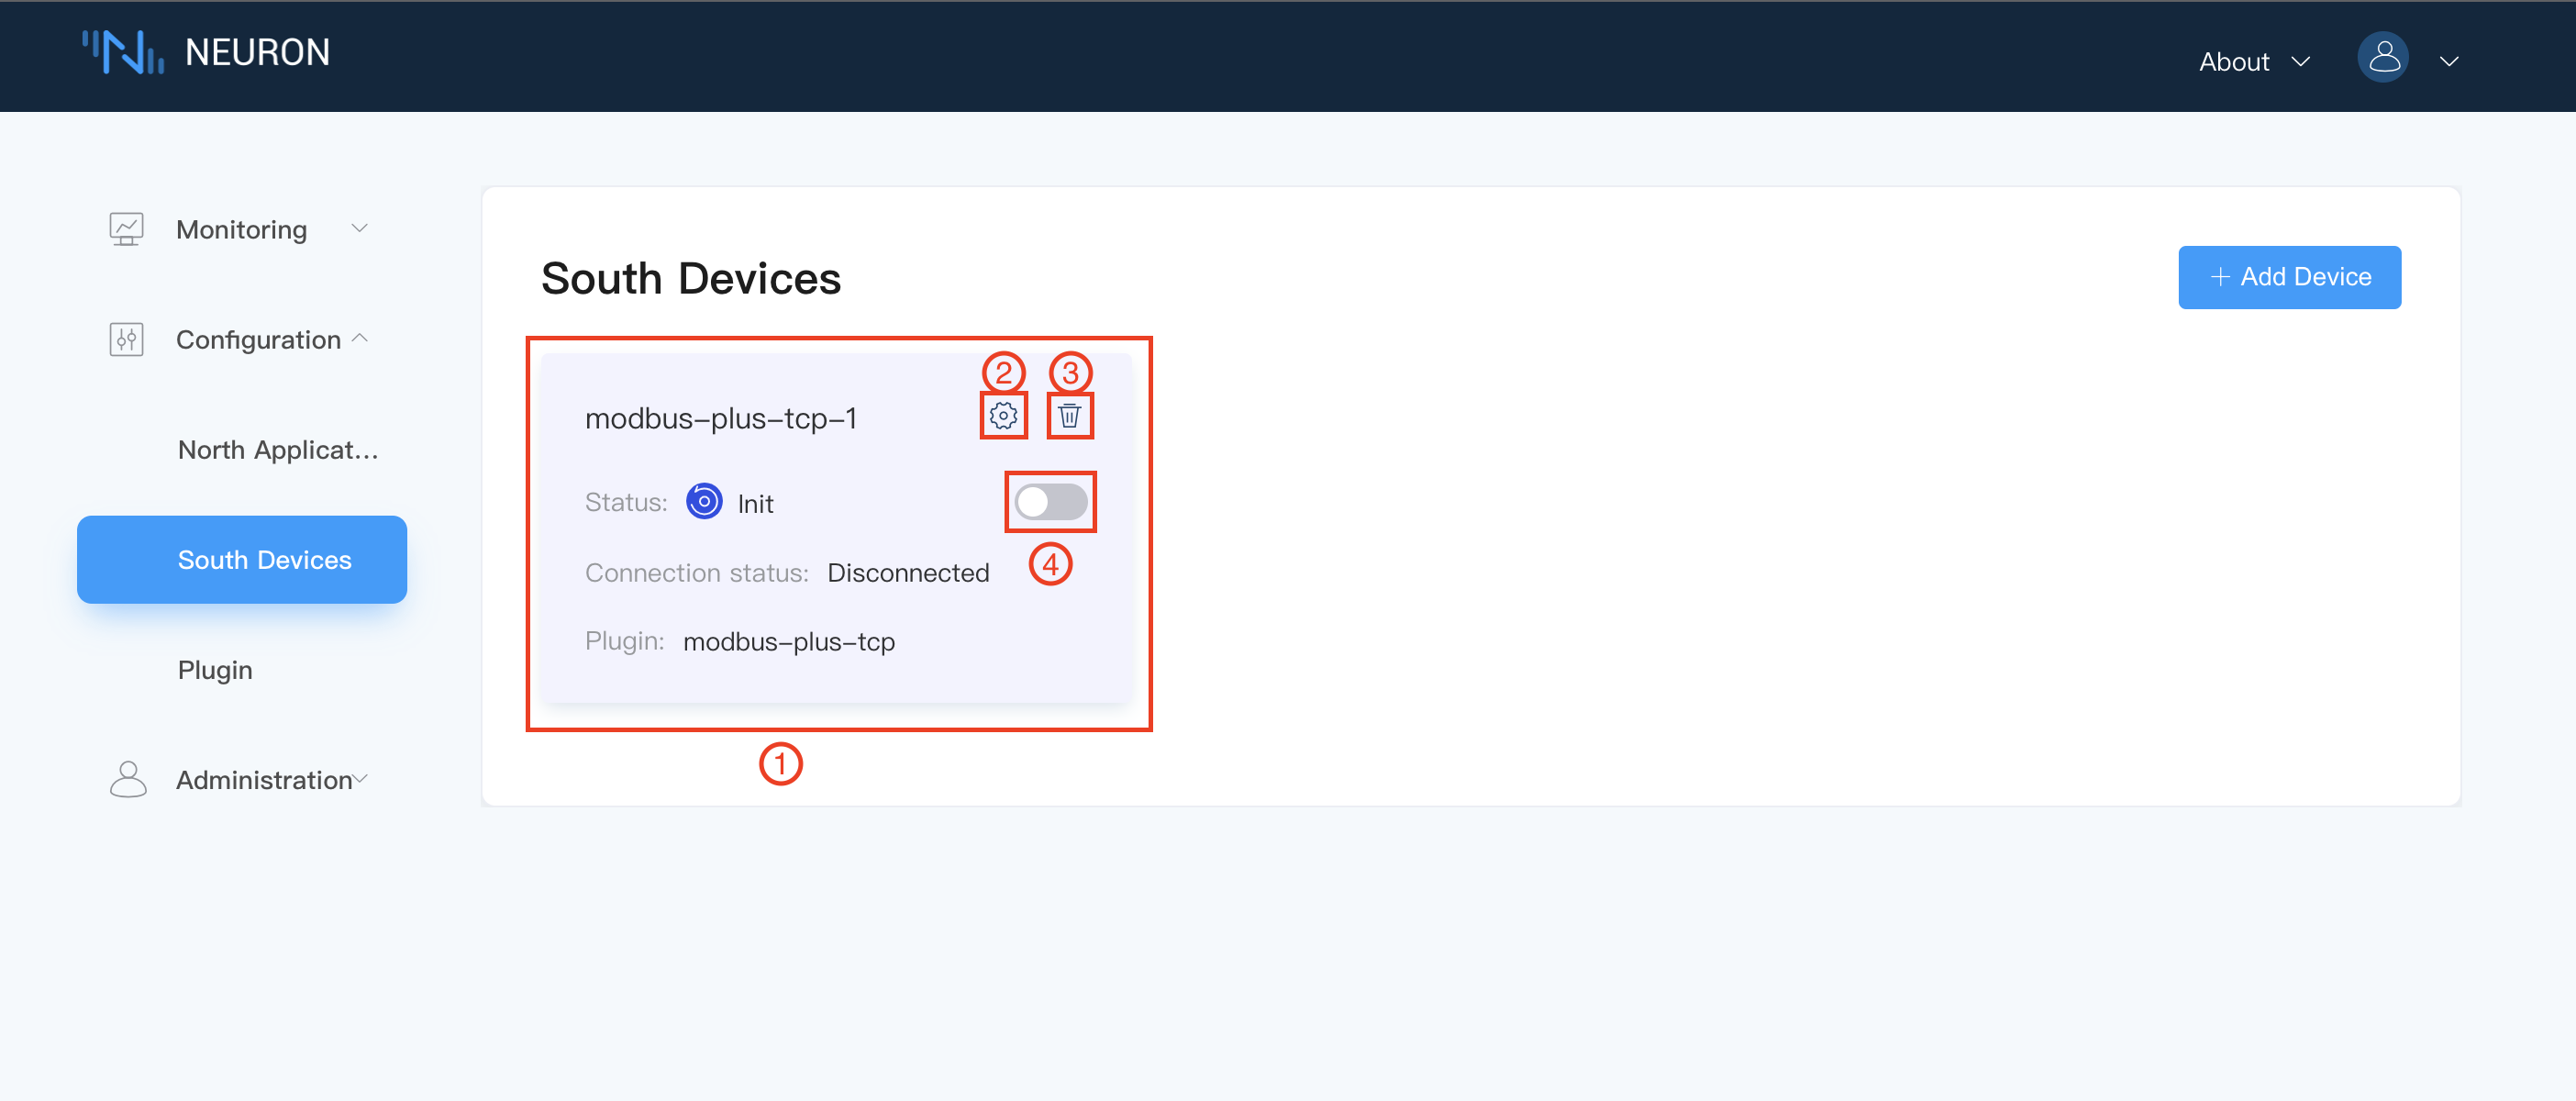 NEURON
About
Monitoring
Configuration
North Applicat...
South Devices
Plugin
Administration
South Devices
+ Add Device
② ③
modbus-plus-tcp-1
Status: Init
④
Connection status: Disconnected
Plugin: modbus-plus-tcp
①